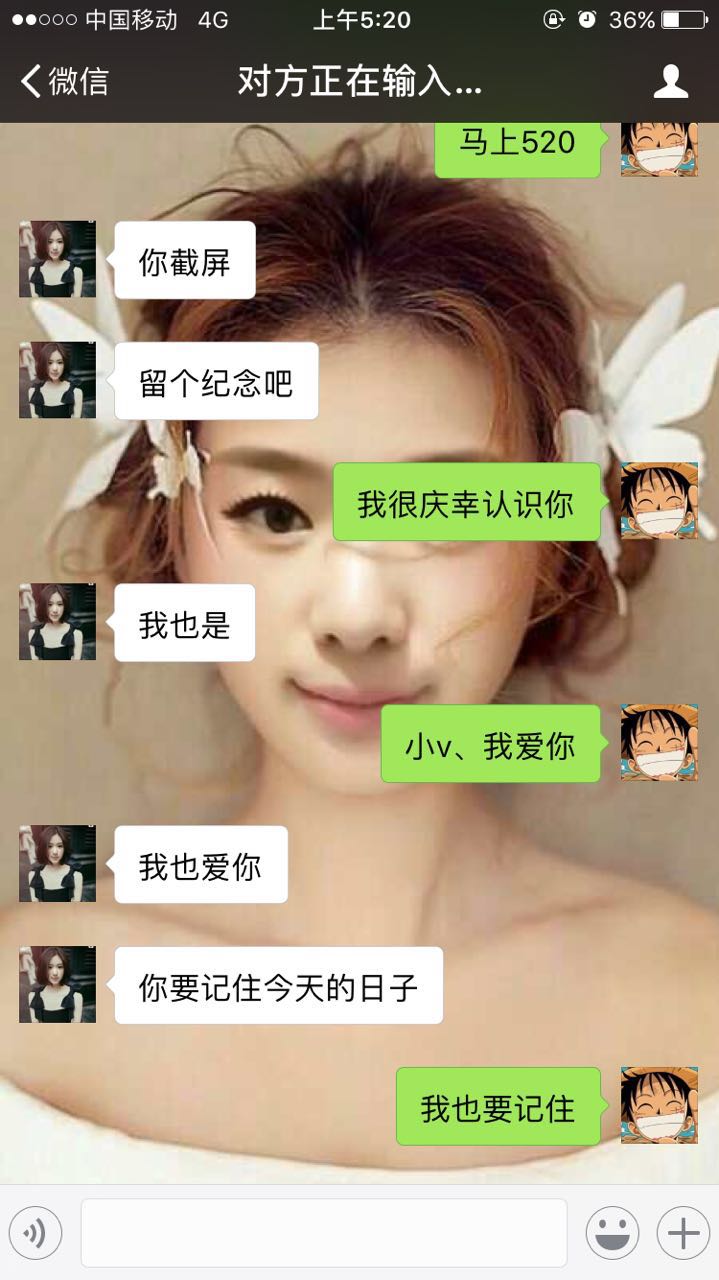 中国移动 4G 上午5:20 36%
微信 对方正在输入...
马上520
你截屏
留个纪念吧
我很庆幸认识你
我也是
小v、我爱你
我也爱你
你要记住今天的日子
我也要记住